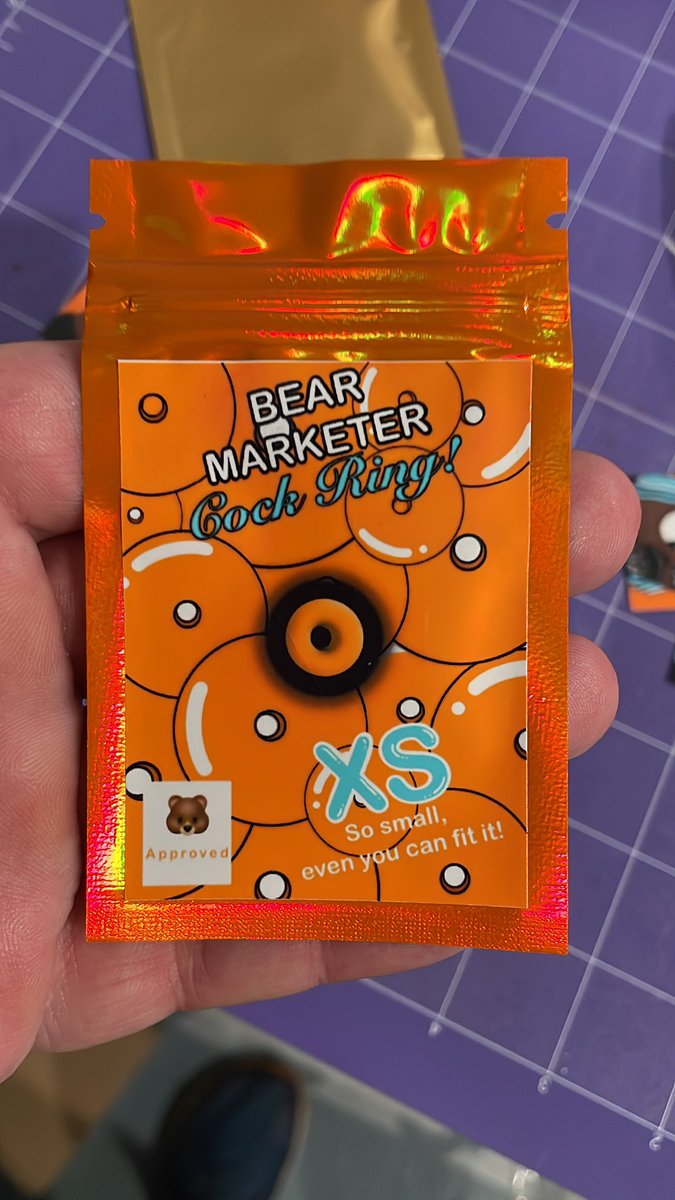 BEAR
MARKETER
Cock Ring!
XS
So small,
even you can fit it!
Approved